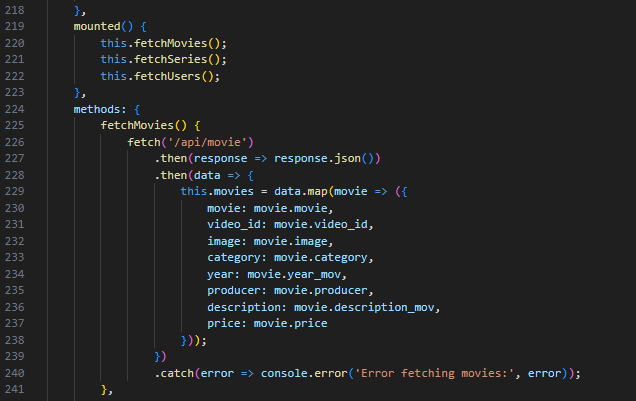 218 },
219 mounted() {
220 this.fetchMovies();
221 this.fetchSeries();
222 this.fetchUsers();
223 },
224 methods: {
225 fetchMovies() {
226 fetch('/api/movie')
227 .then(response => response.json())
228 .then(data => {
229 this.movies = data.map(movie => ({
230 movie: movie.movie,
231 video_id: movie.video_id,
232 image: movie.image,
233 category: movie.category,
234 year: movie.year_mov,
235 producer: movie.producer,
236 description: movie.description_mov,
237 price: movie.price
238 }));
239 })
240 .catch(error => console.error('Error fetching movies:', error));
241 },